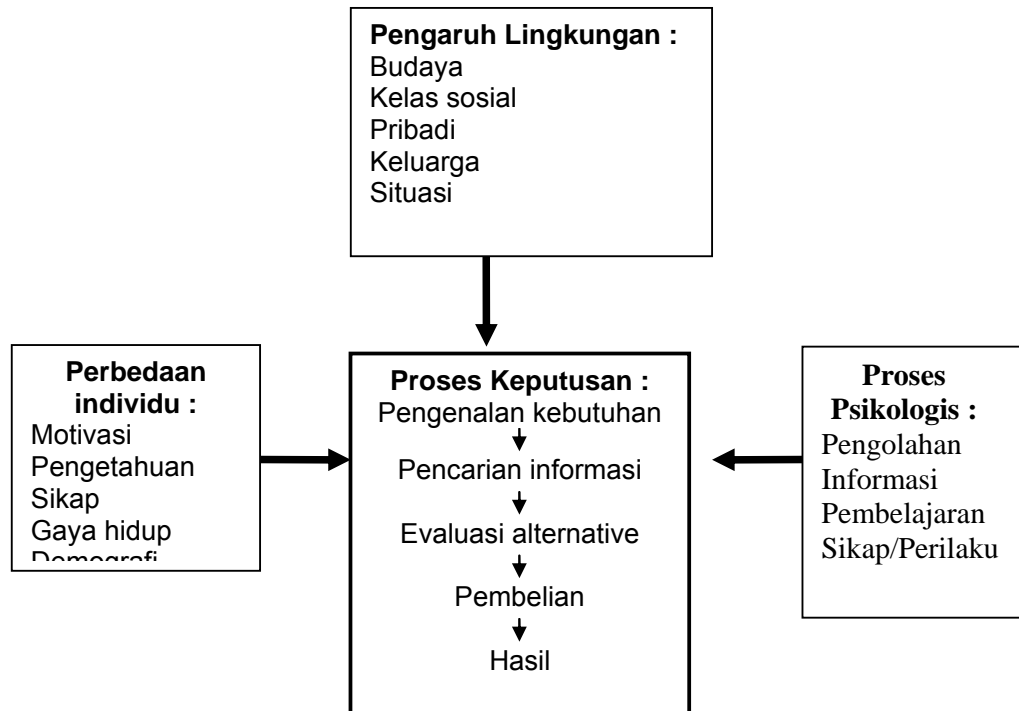 Pengaruh Lingkungan :
Budaya
Kelas sosial
Pribadi
Keluarga
Situasi
Perbedaan
individu :
Motivasi
Pengetahuan
Sikap
Gaya hidup
Demografi
Proses Keputusan :
Pengenalan kebutuhan
Pencarian informasi
Evaluasi alternative
Pembelian
Hasil
Proses
Psikologis :
Pengolahan
Informasi
Pembelajaran
Sikap/Perilaku